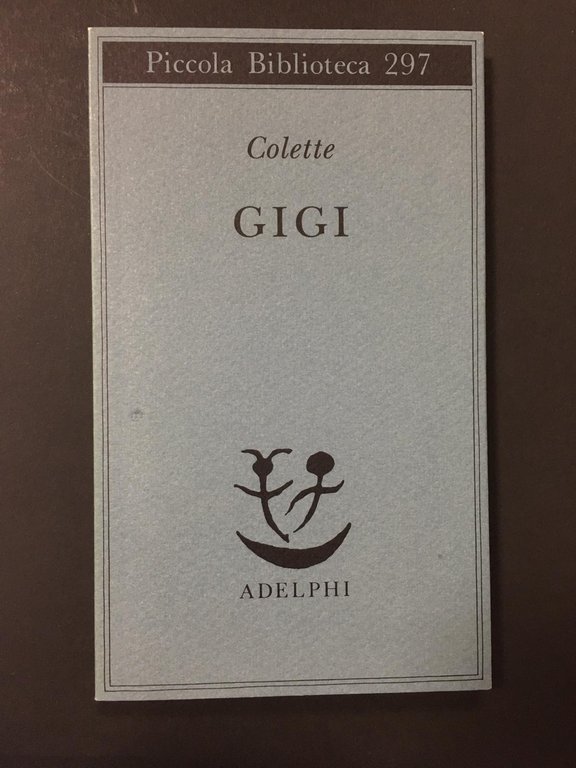 Piccola Biblioteca 297
Colette
GIGI
ADELPHI